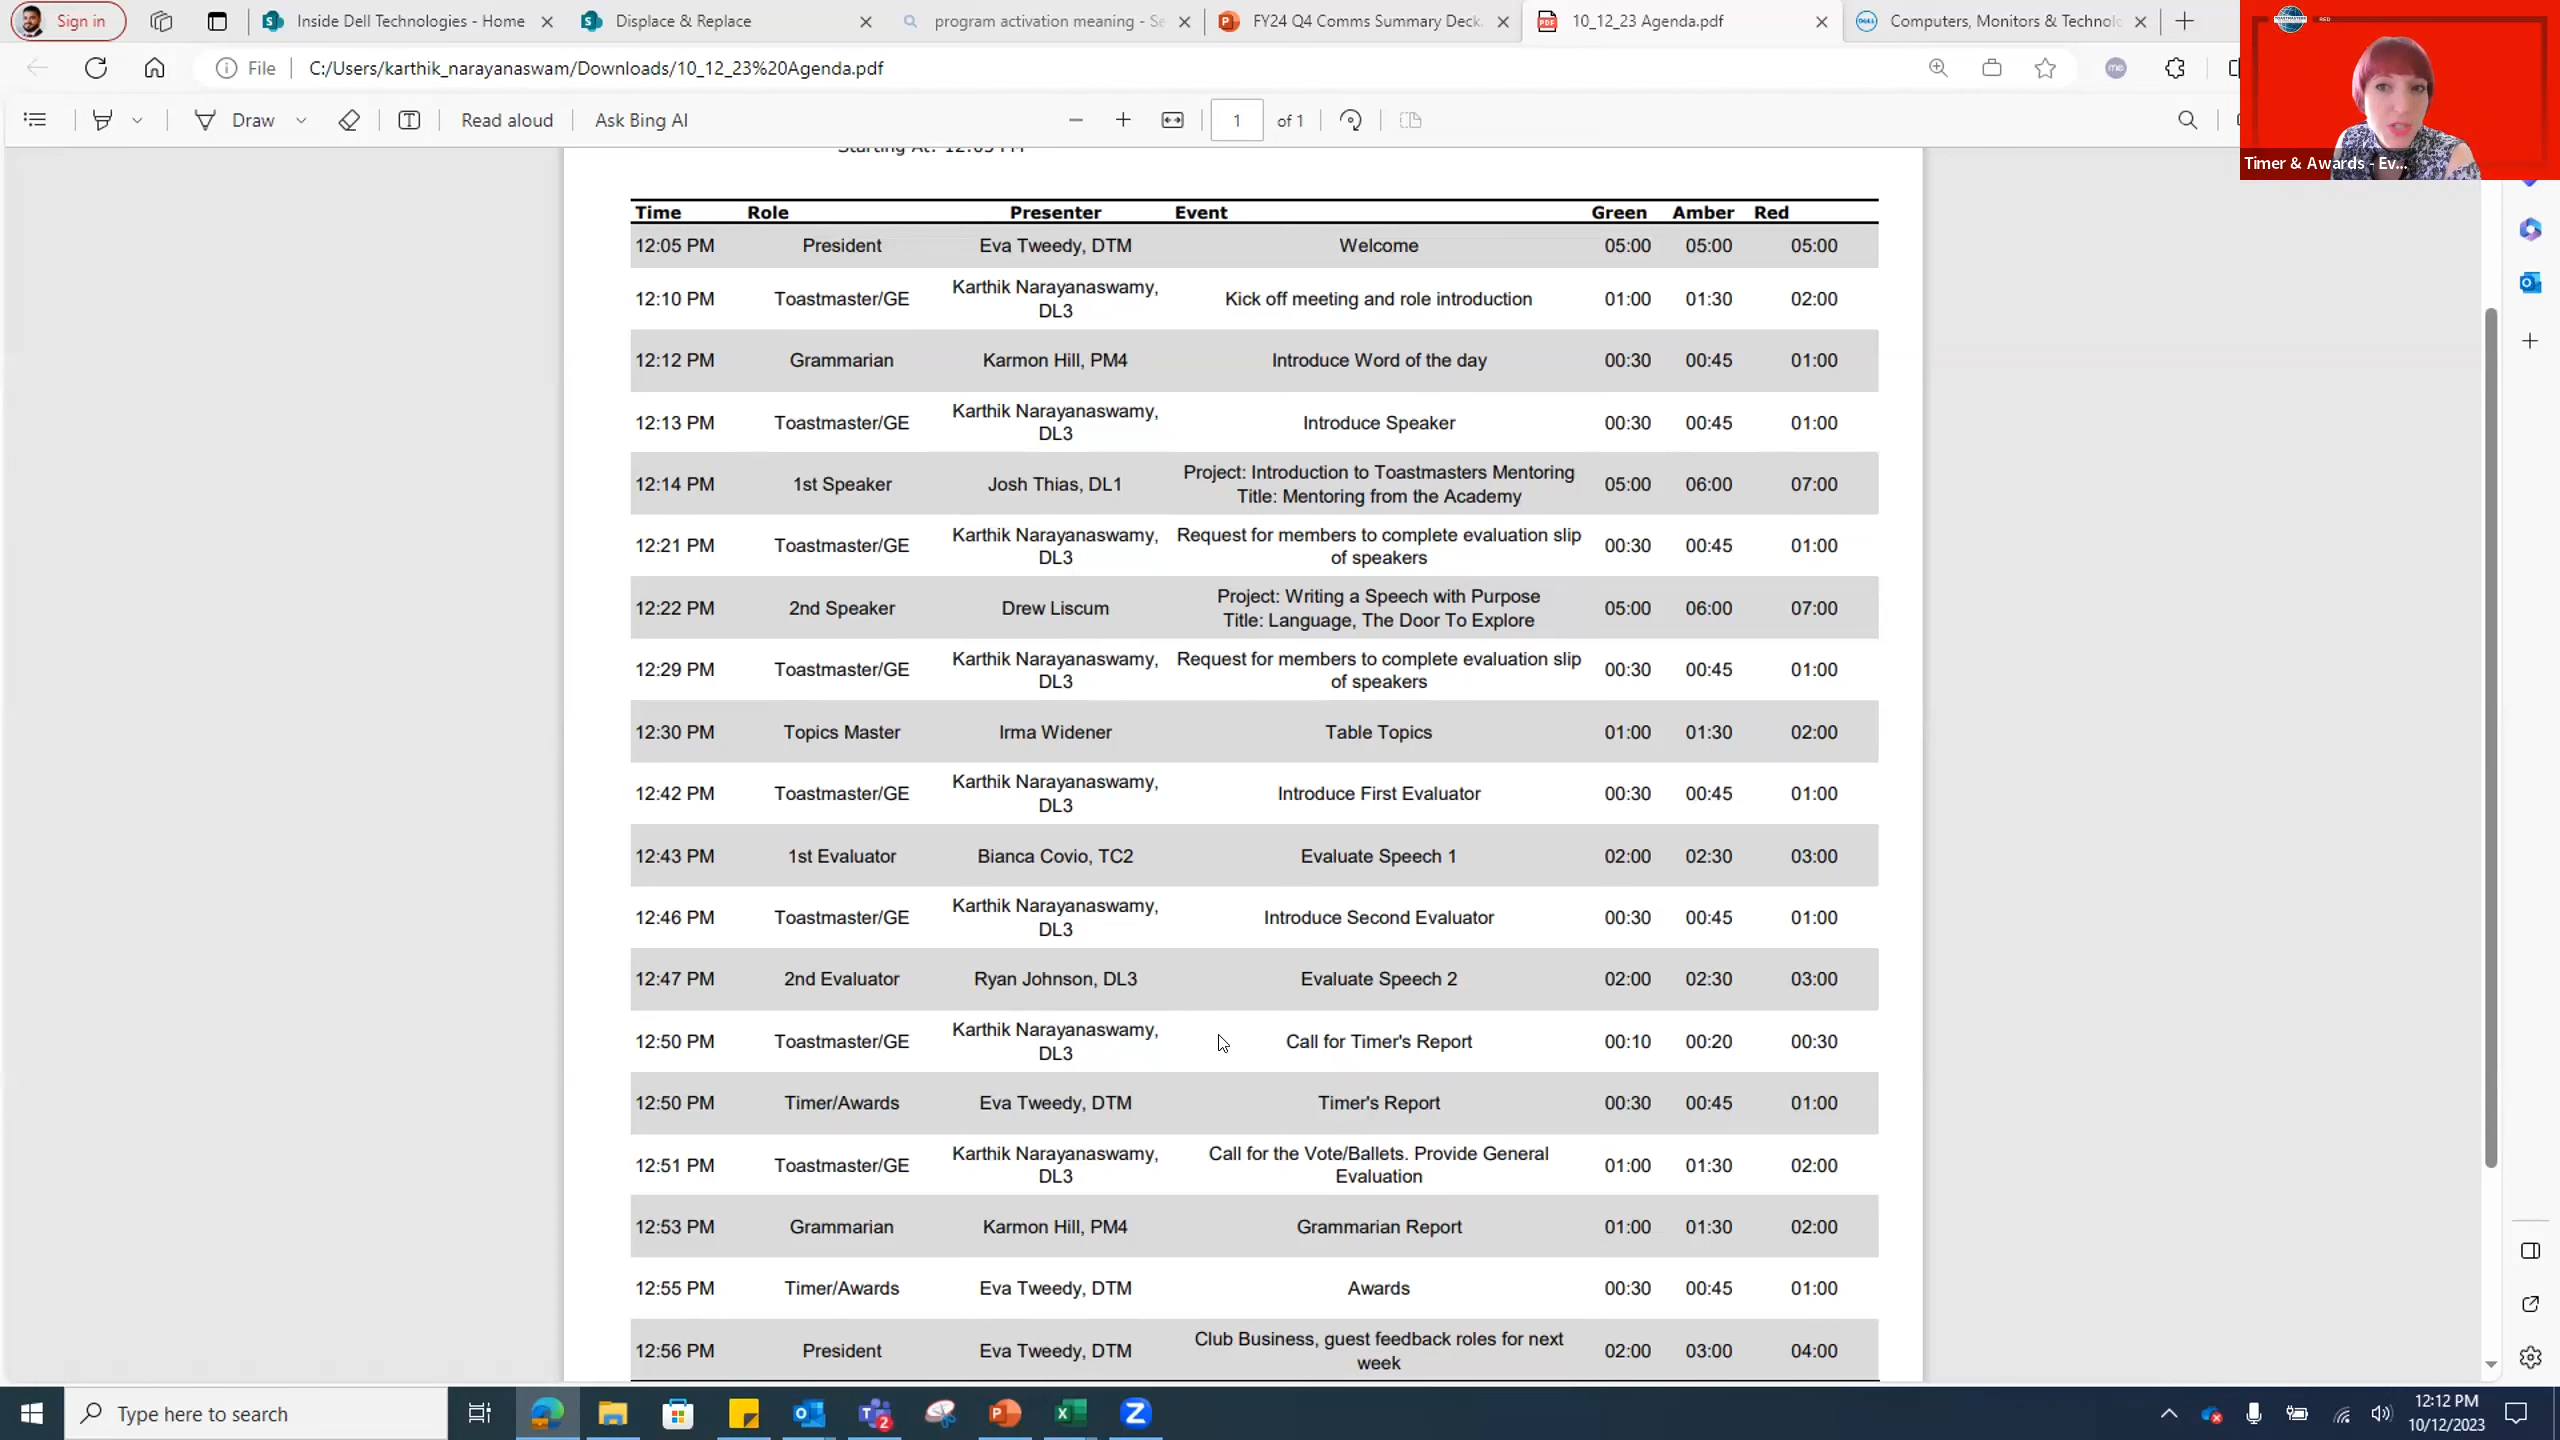 Sign in
Inside Dell Technologies - Home
Displace & Replace
program activation meaning - Se
FY24 Q4 Comms Summary Deck.
10_12_23 Agenda.pdf
Computers, Monitors & Technol
TOASTMASTERS
RED
File
C:/Users/karthik_narayanaswam/Downloads/10_12_23%20Agenda.pdf
Draw
Read aloud
Ask Bing AI
1
of 1
Timer & Awards - Ev...
Starting At: 12:05 PM
Time Role Presenter Event Green Amber Red
12:05 PM President Eva Tweedy, DTM Welcome 05:00 05:00 05:00
Karthik Narayanaswamy,
12:10 PM Toastmaster/GE Kick off meeting and role introduction 01:00 01:30 02:00
DL3
12:12 PM Grammarian Karmon Hill, PM4 Introduce Word of the day 00:30 00:45 01:00
Karthik Narayanaswamy,
12:13 PM Toastmaster/GE Introduce Speaker 00:30 00:45 01:00
DL3
Project: Introduction to Toastmasters Mentoring
12:14 PM 1st Speaker Josh Thias, DL1 05:00 06:00 07:00
Title: Mentoring from the Academy
Karthik Narayanaswamy, Request for members to complete evaluation slip
12:21 PM Toastmaster/GE 00:30 00:45 01:00
DL3 of speakers
Project: Writing a Speech with Purpose
12:22 PM 2nd Speaker Drew Liscum 05:00 06:00 07:00
Title: Language, The Door To Explore
Karthik Narayanaswamy, Request for members to complete evaluation slip
12:29 PM Toastmaster/GE 00:30 00:45 01:00
DL3 of speakers
12:30 PM Topics Master Irma Widener Table Topics 01:00 01:30 02:00
Karthik Narayanaswamy,
12:42 PM Toastmaster/GE Introduce First Evaluator 00:30 00:45 01:00
DL3
12:43 PM 1st Evaluator Bianca Covio, TC2 Evaluate Speech 1 02:00 02:30 03:00
Karthik Narayanaswamy,
12:46 PM Toastmaster/GE Introduce Second Evaluator 00:30 00:45 01:00
DL3
12:47 PM 2nd Evaluator Ryan Johnson, DL3 Evaluate Speech 2 02:00 02:30 03:00
Karthik Narayanaswamy,
12:50 PM Toastmaster/GE Call for Timer's Report 00:10 00:20 00:30
DL3
12:50 PM Timer/Awards Eva Tweedy, DTM Timer's Report 00:30 00:45 01:00
Karthik Narayanaswamy, Call for the Vote/Ballets. Provide General
12:51 PM Toastmaster/GE 01:00 01:30 02:00
DL3 Evaluation
12:53 PM Grammarian Karmon Hill, PM4 Grammarian Report 01:00 01:30 02:00
12:55 PM Timer/Awards Eva Tweedy, DTM Awards 00:30 00:45 01:00
Club Business, guest feedback roles for next
12:56 PM President Eva Tweedy, DTM 02:00 03:00 04:00
week
Type here to search
2
12:12 PM
10/12/2023